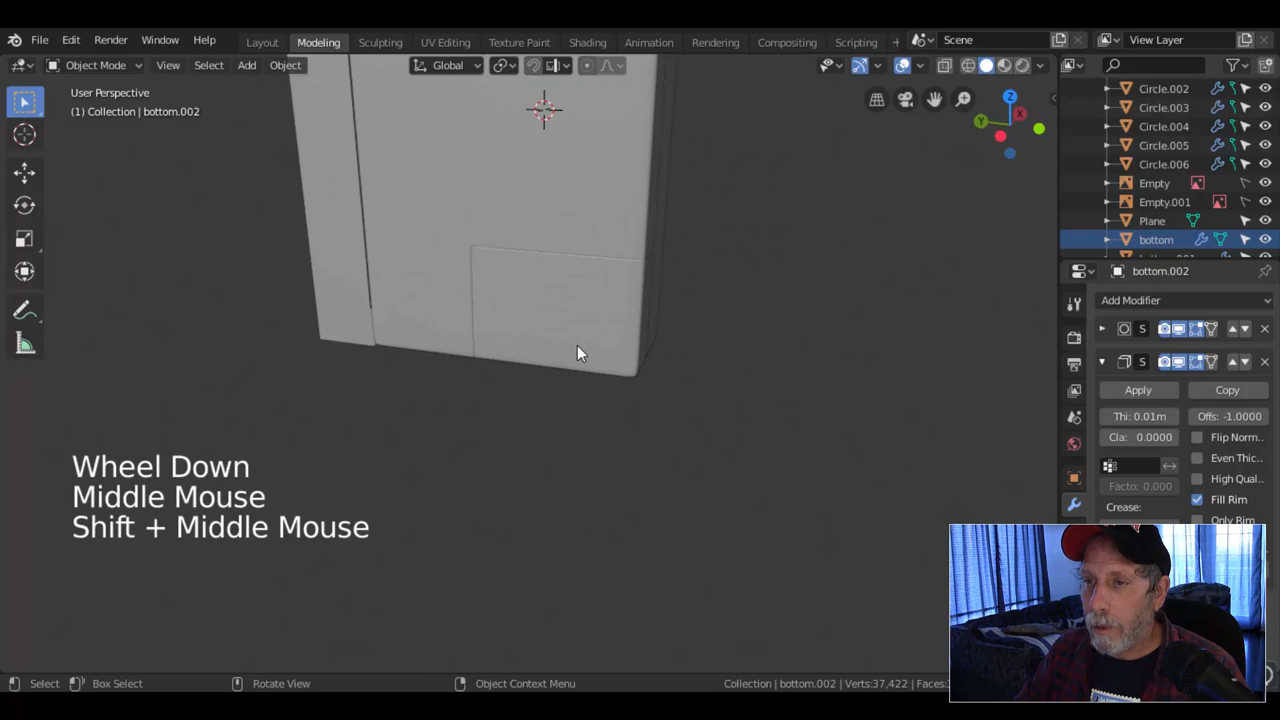 File Edit Render Window Help Layout Modeling Sculpting UV Editing Texture Paint Shading Animation Rendering Compositing Scripting + Scene View Layer
Object Mode View Select Add Object Global
User Perspective
(1) Collection | bottom.002
Circle.002
Circle.003
Circle.004
Circle.005
Circle.006
Empty
Empty.001
Plane
bottom
bottom.002
Add Modifier
S
S
Apply Copy
Thi: 0.01m Offs: -1.0000
Cla: 0.0000 Flip Norm..
Even Thic..
High Qual..
Facto: 0.000 Fill Rim
Crease:
Only Rim
X
Y
Z
Wheel Down
Middle Mouse
Shift + Middle Mouse
Select Box Select Rotate View Object Context Menu Collection | bottom.002 | Verts:37,422 | Faces: